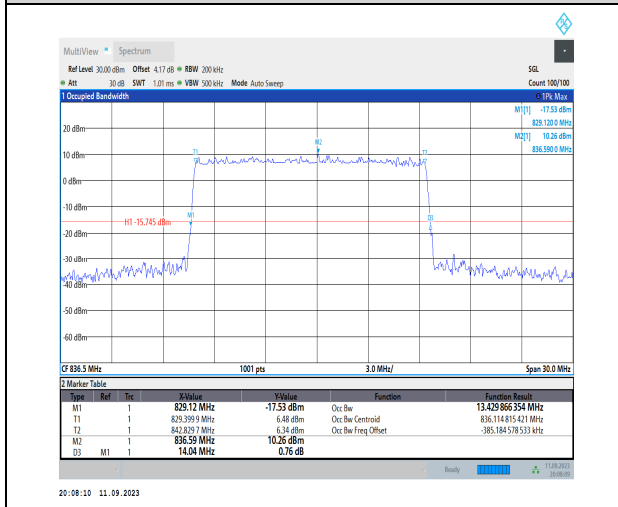 MultiView Spectrum
Ref Level 30.00 dBm Offset 4.17 dB RBW 200 kHz SGL
Att 30 dB SWT 1.01 ms VBW 500 kHz Mode Auto Sweep Count 100/100
1 Occupied Bandwidth 1Pk Max
M1[1] -17.53 dBm
829.1200 MHz
M2[1] 10.26 dBm
836.5900 MHz
20 dBm
M2
10 dBm
T1
T2
0 dBm
-10 dBm
M1
H1 -15.745 dBm
D3
-20 dBm
-30 dBm
-40 dBm
-50 dBm
-60 dBm
CF 836.5 MHz 1001 pts 3.0 MHz/ Span 30.0 MHz
2 Marker Table
Type Ref Trc X-Value Y-Value Function Function Result
M1 1 829.12 MHz -17.53 dBm Occ Bw 13.429 866 354 MHz
T1 1 829.399 9 MHz 6.48 dBm Occ Bw Centroid 836.114 815 421 MHz
T2 1 842.829 7 MHz 6.34 dBm Occ Bw Freq Offset -385.184 578 533 kHz
M2 1 836.59 MHz 10.26 dBm
D3 M1 1 14.04 MHz 0.76 dB
Ready 11.09.2023
20:08:09
20:08:10 11.09.2023